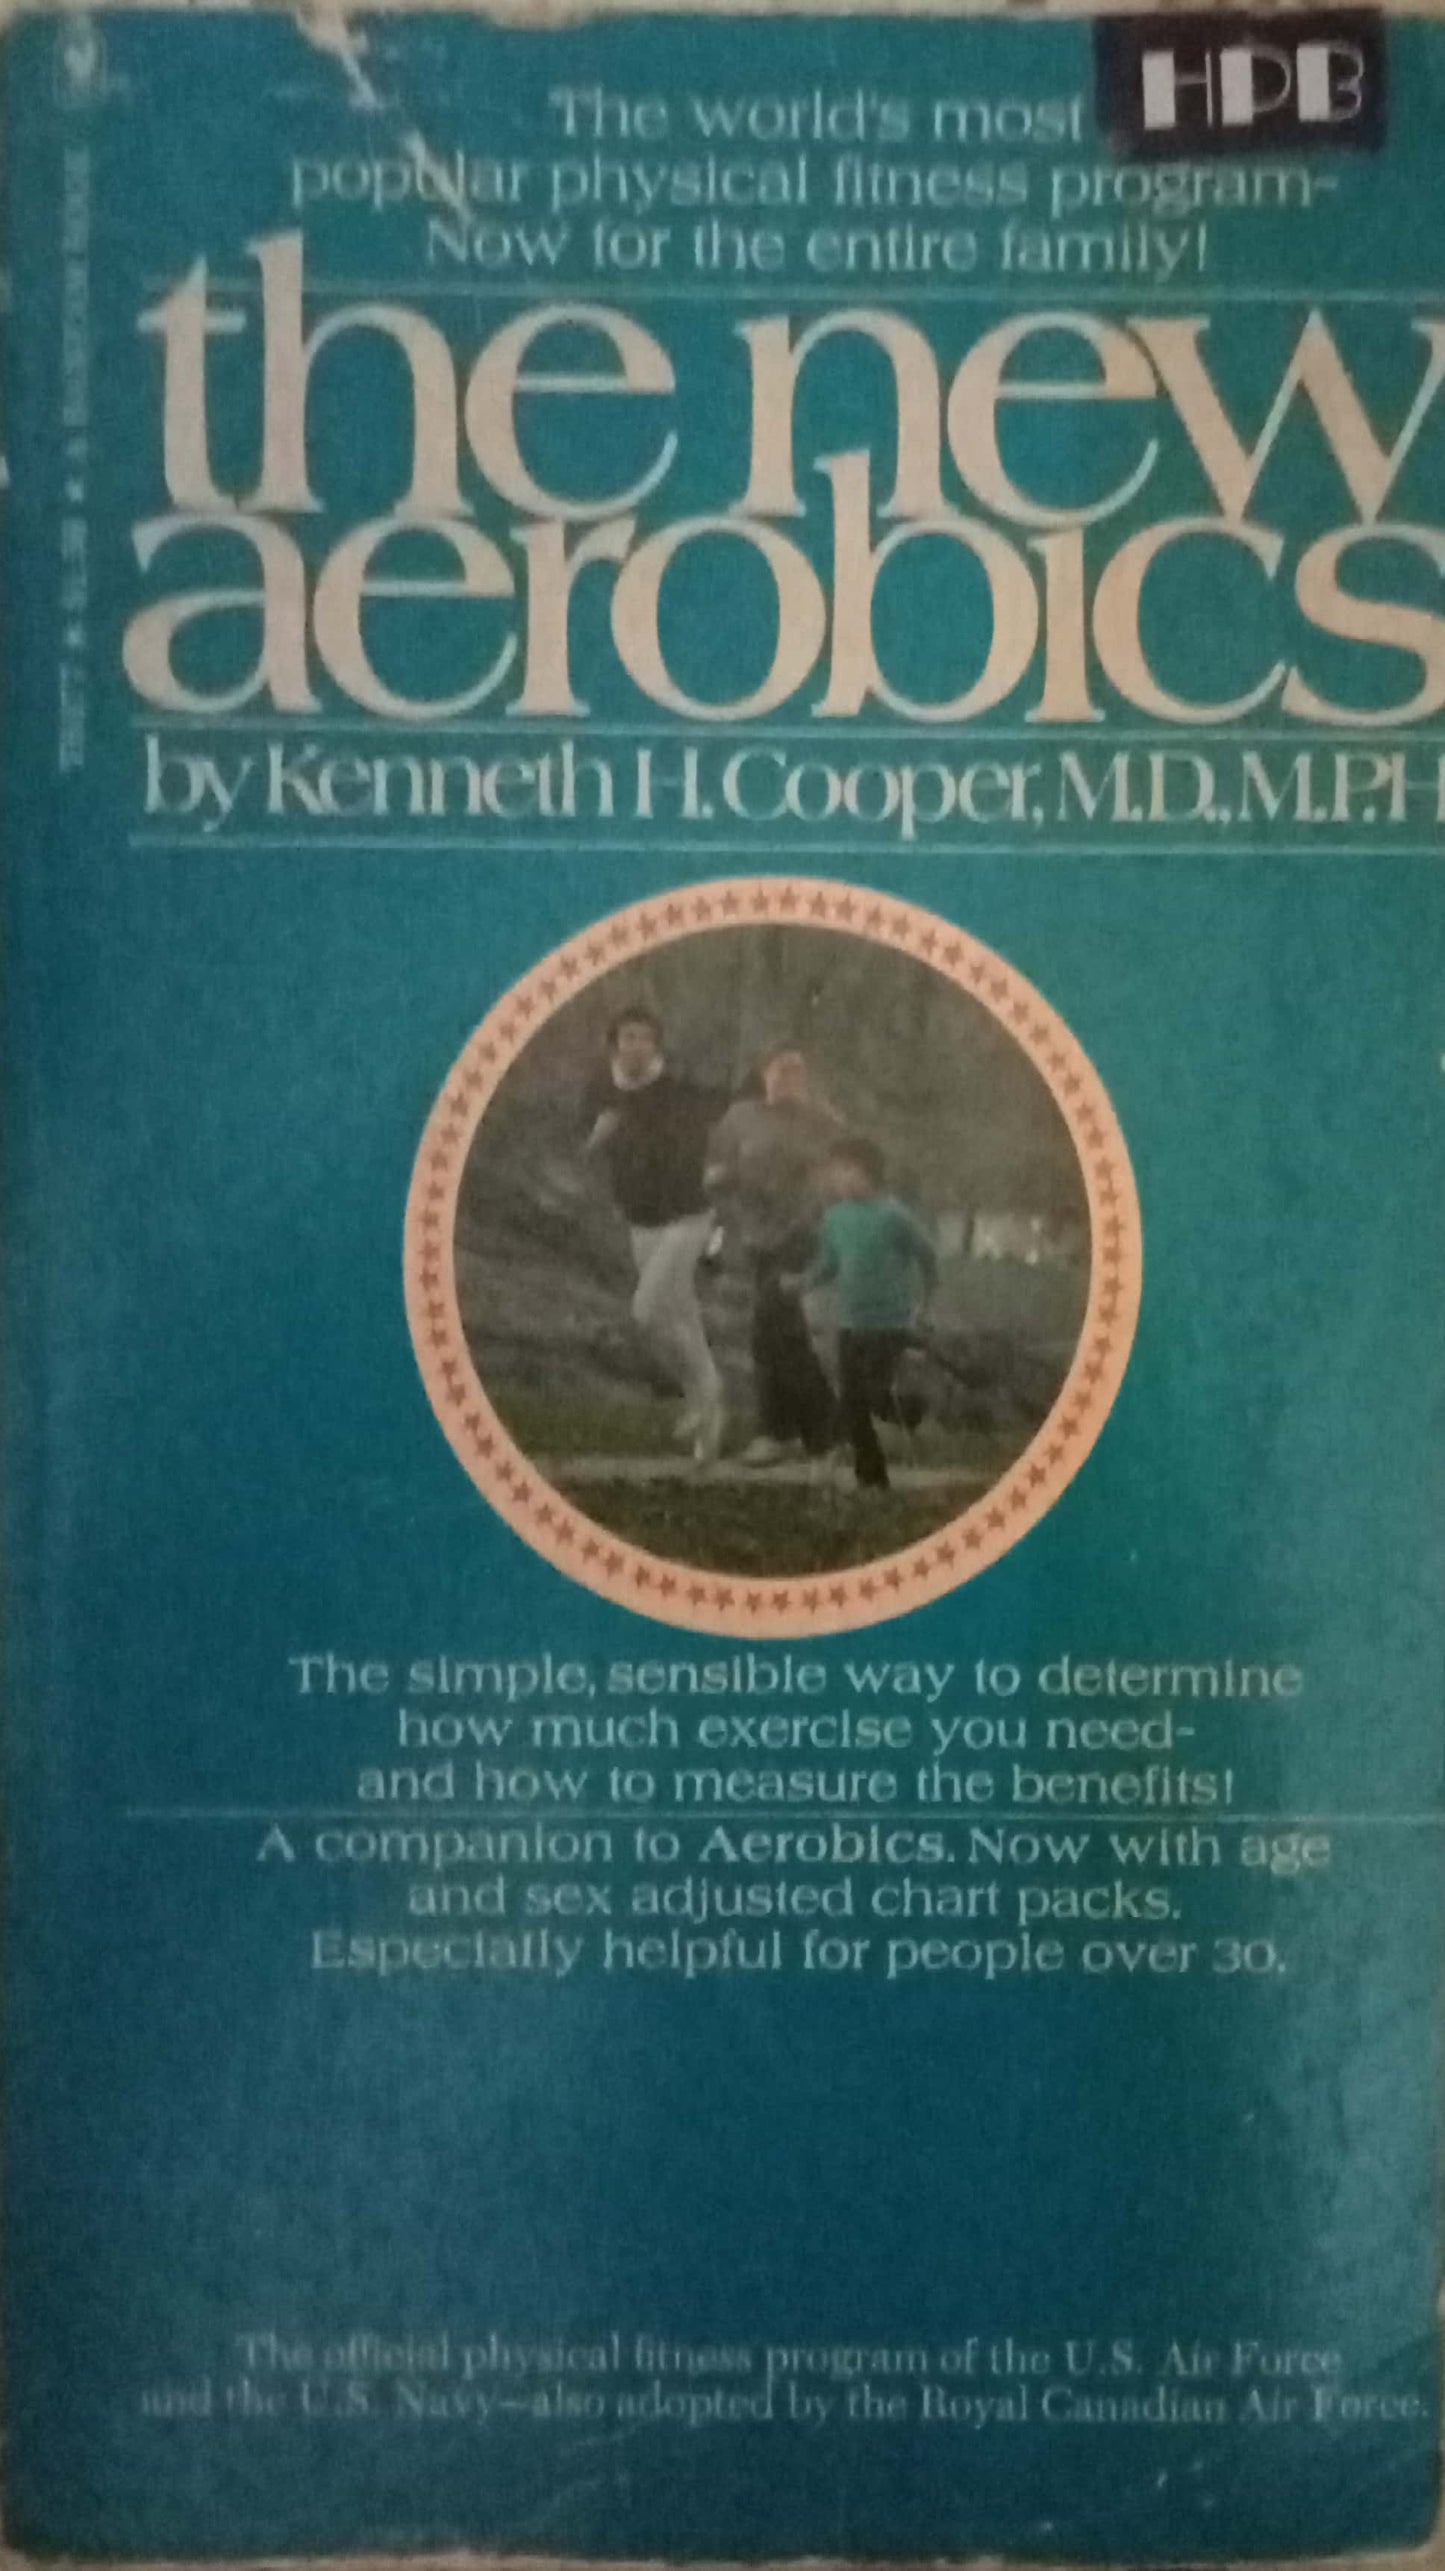 HPB
The world's most
popular physical fitness program-
Now for the entire family!
the new
aerobics
by Kenneth H. Cooper, M.D., M.P.H
The simple, sensible way to determine
how much exercise you need-
and how to measure the benefits!
A companion to Aerobics. Now with age
and sex adjusted chart packs.
Especially helpful for people over 30.
The official physical fitness program of the U.S. Air Force
and the U.S. Navy—also adopted by the Royal Canadian Air Force.